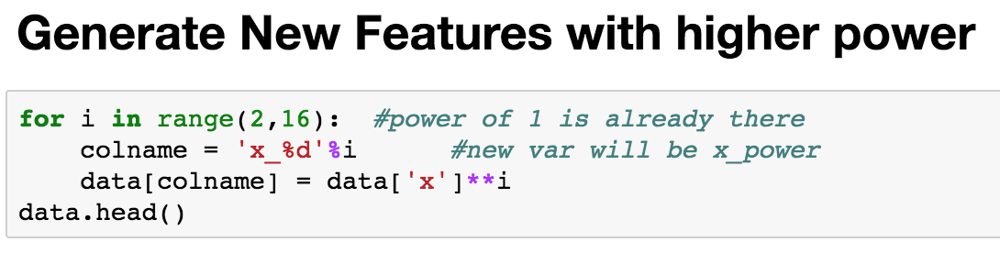 Generate New Features with higher power
for i in range(2,16):  #power of 1 is already there
    colname = 'x_%d'%i      #new var will be x_power
    data[colname] = data['x']**i
data.head()